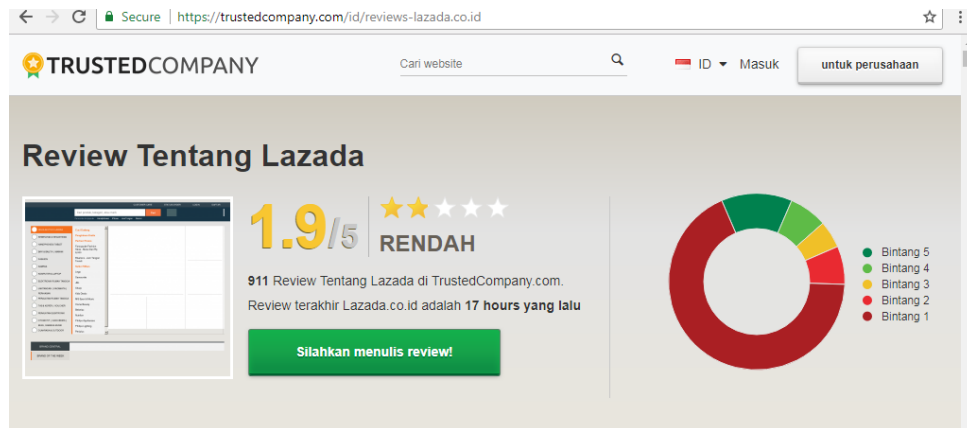 Secure | https://trustedcompany.com/id/reviews-lazada.co.id
TRUSTEDCOMPANY
Cari website
ID
Masuk
untuk perusahaan
Review Tentang Lazada
1.9/5
RENDAH
911 Review Tentang Lazada di TrustedCompany.com.
Review terakhir Lazada.co.id adalah 17 hours yang lalu
Silahkan menulis review!
Bintang 5
Bintang 4
Bintang 3
Bintang 2
Bintang 1